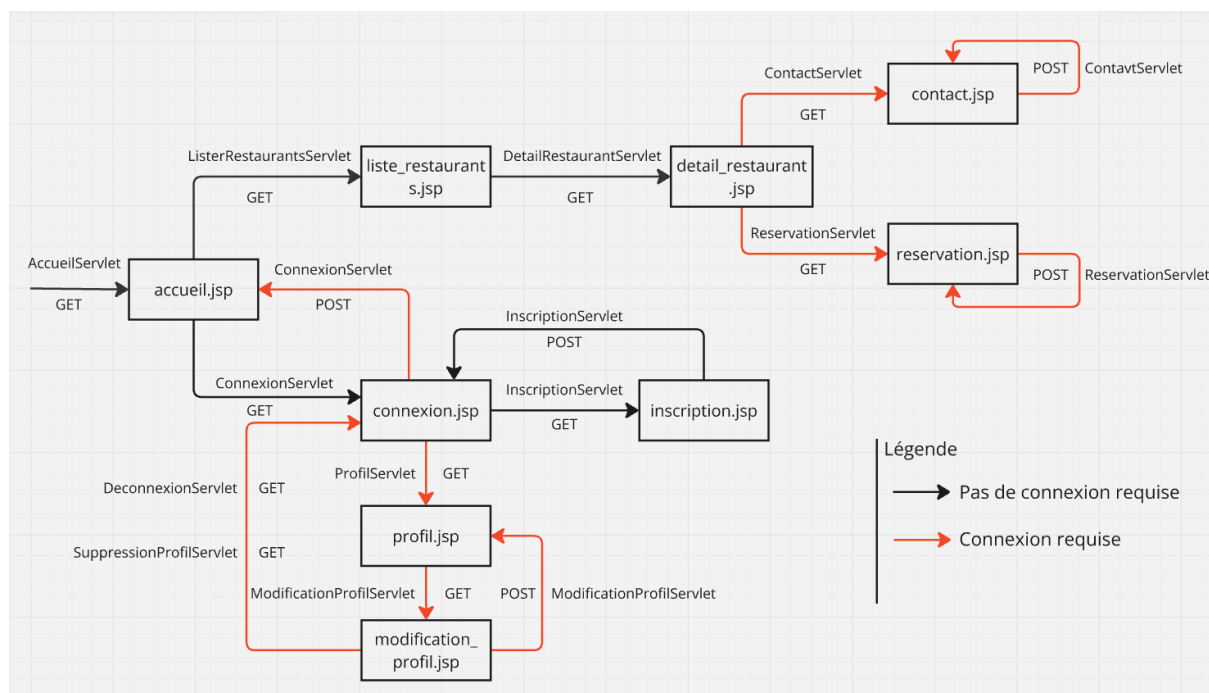 ContactServlet
GET
contact.jsp
POST
ContavtServlet
ListerRestaurantsServlet
GET
liste_restaurant
s.jsp
DetailRestaurantServlet
GET
detail_restaurant
.jsp
ReservationServlet
GET
reservation.jsp
POST
ReservationServlet
AccueilServlet
GET
accueil.jsp
ConnexionServlet
POST
InscriptionServlet
POST
ConnexionServlet
GET
connexion.jsp
InscriptionServlet
GET
inscription.jsp
Légende
Pas de connexion requise
Connexion requise
ProfilServlet
GET
DeconnexionServlet
GET
profil.jsp
SuppressionProfilServlet
GET
ModificationProfilServlet
GET
POST
ModificationProfilServlet
modification_
profil.jsp